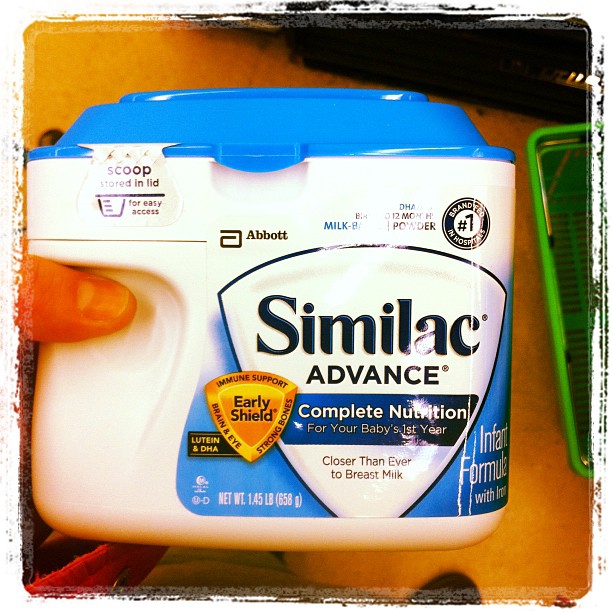 scoop
stored in lid
for easy
access
DHA
12 MONTHS
POWDER
BRAND
#1
IN HOSPITALS
Abbott
Similac®
ADVANCE®
IMMUNE SUPPORT
Early
Shield®
BRAIN & EYE
STRONG BONES
LUTEIN
& DHA
Complete Nutrition
For Your Baby's 1st Year
Closer Than Ever
to Breast Milk
Infant
Formula
with Iron
NET WT. 1.45 LB (658 g)